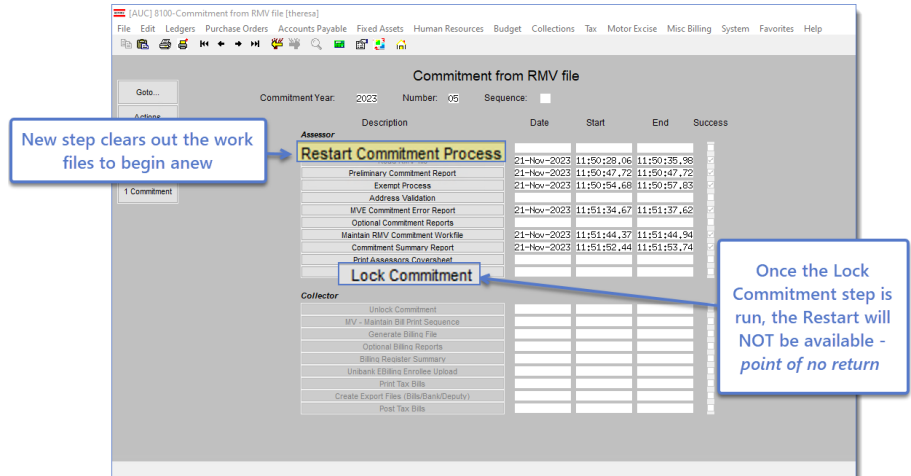 [AUC] 8100-Commitment from RMV file [theresa]
File Edit Ledgers Purchase Orders Accounts Payable Fixed Assets Human Resources Budget Collections Tax Motor Excise Misc Billing System Favorites Help
Commitment from RMV file
Goto...
Commitment Year: 2023 Number: 05 Sequence:
Actions
Description Date Start End Success
Assessor
New step clears out the work
files to begin anew
Restart Commitment Process
21-Nov-2023 11:50:28.06 11:50:35.98
Preliminary Commitment Report 21-Nov-2023 11:50:47.72 11:50:47.72
Exempt Process 21-Nov-2023 11:50:54.68 11:50:57.83
1 Commitment
Address Validation
MVE Commitment Error Report 21-Nov-2023 11:51:34.67 11:51:37.62
Optional Commitment Reports
Maintain RMV Commitment Workfile 21-Nov-2023 11:51:44.37 11:51:44.94
Commitment Summary Report 21-Nov-2023 11:51:52.44 11:51:53.74
Print Assessors Coversheet
Lock Commitment
Once the Lock
Commitment step is
run, the Restart will
NOT be available -
point of no return
Collector
Unlock Commitment
MV - Maintain Bill Print Sequence
Generate Billing File
Optional Billing Reports
Billing Register Summary
Unibank EBilling Enrollee Upload
Print Tax Bills
Create Export Files (Bills/Bank/Deputy)
Post Tax Bills